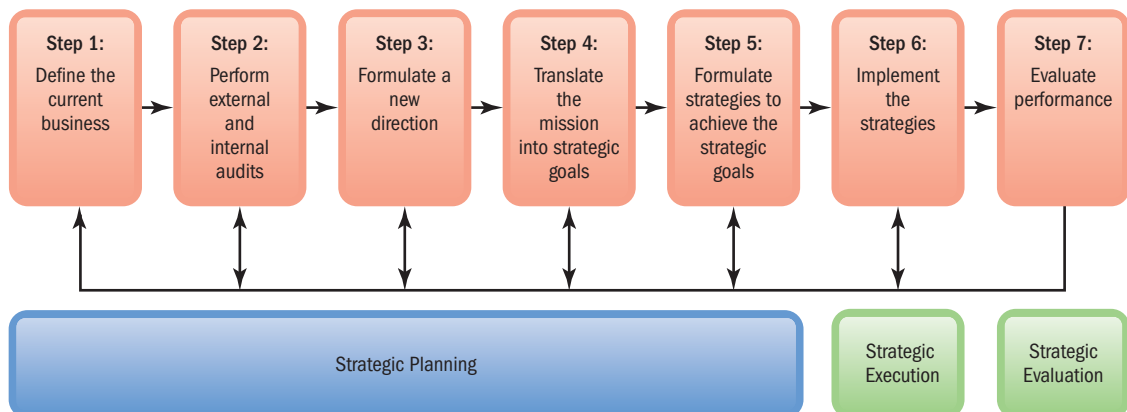 Step 1:
Define the
current
business
Step 2:
Perform
external
and
internal
audits
Step 3:
Formulate a
new
direction
Step 4:
Translate
the
mission
into strategic
goals
Step 5:
Formulate
strategies to
achieve the
strategic
goals
Step 6:
Implement
the
strategies
Step 7:
Evaluate
performance
Strategic Planning
Strategic
Execution
Strategic
Evaluation